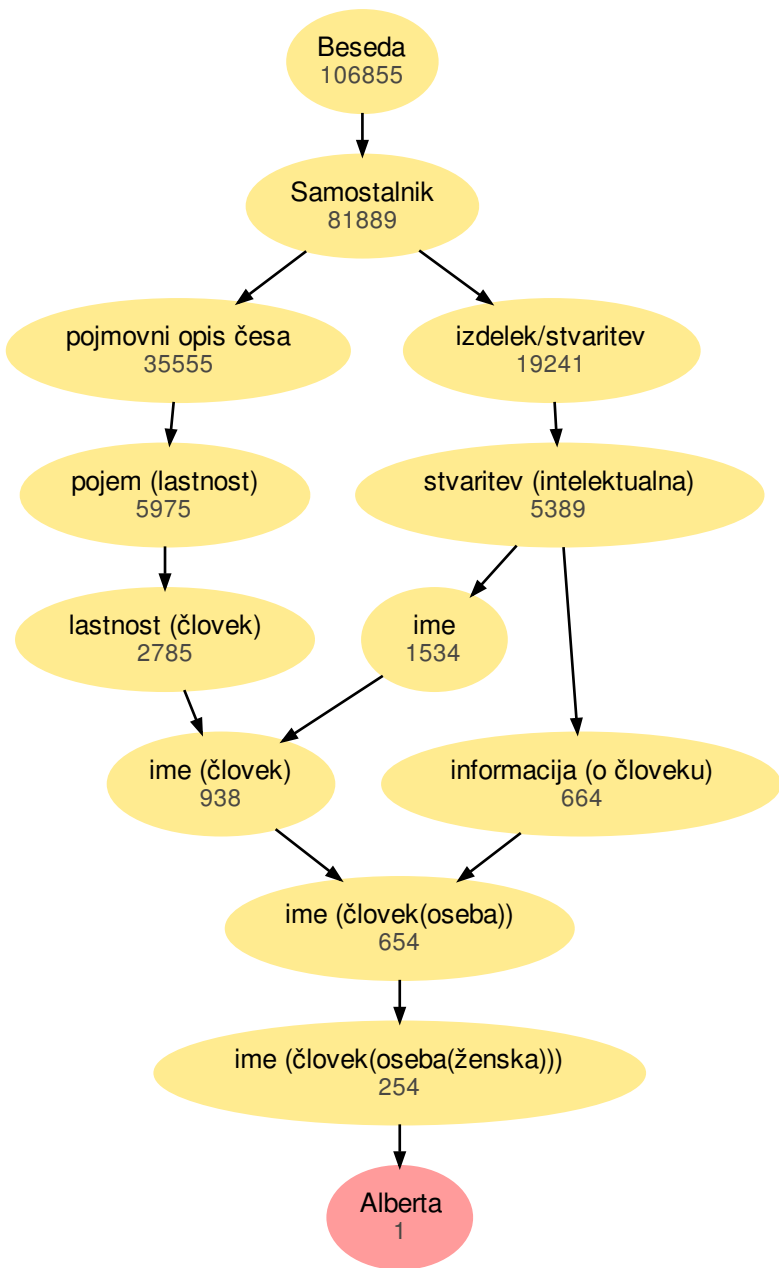 Beseda
106855
Samostalnik
81889
pojmovni opis česa
35555
izdelek/stvaritev
19241
pojem (lastnost)
5975
stvaritev (intelektualna)
5389
lastnost (človek)
2785
ime
1534
ime (človek)
938
informacija (o človeku)
664
ime (človek(oseba))
654
ime (človek(oseba(ženska)))
254
Alberta
1